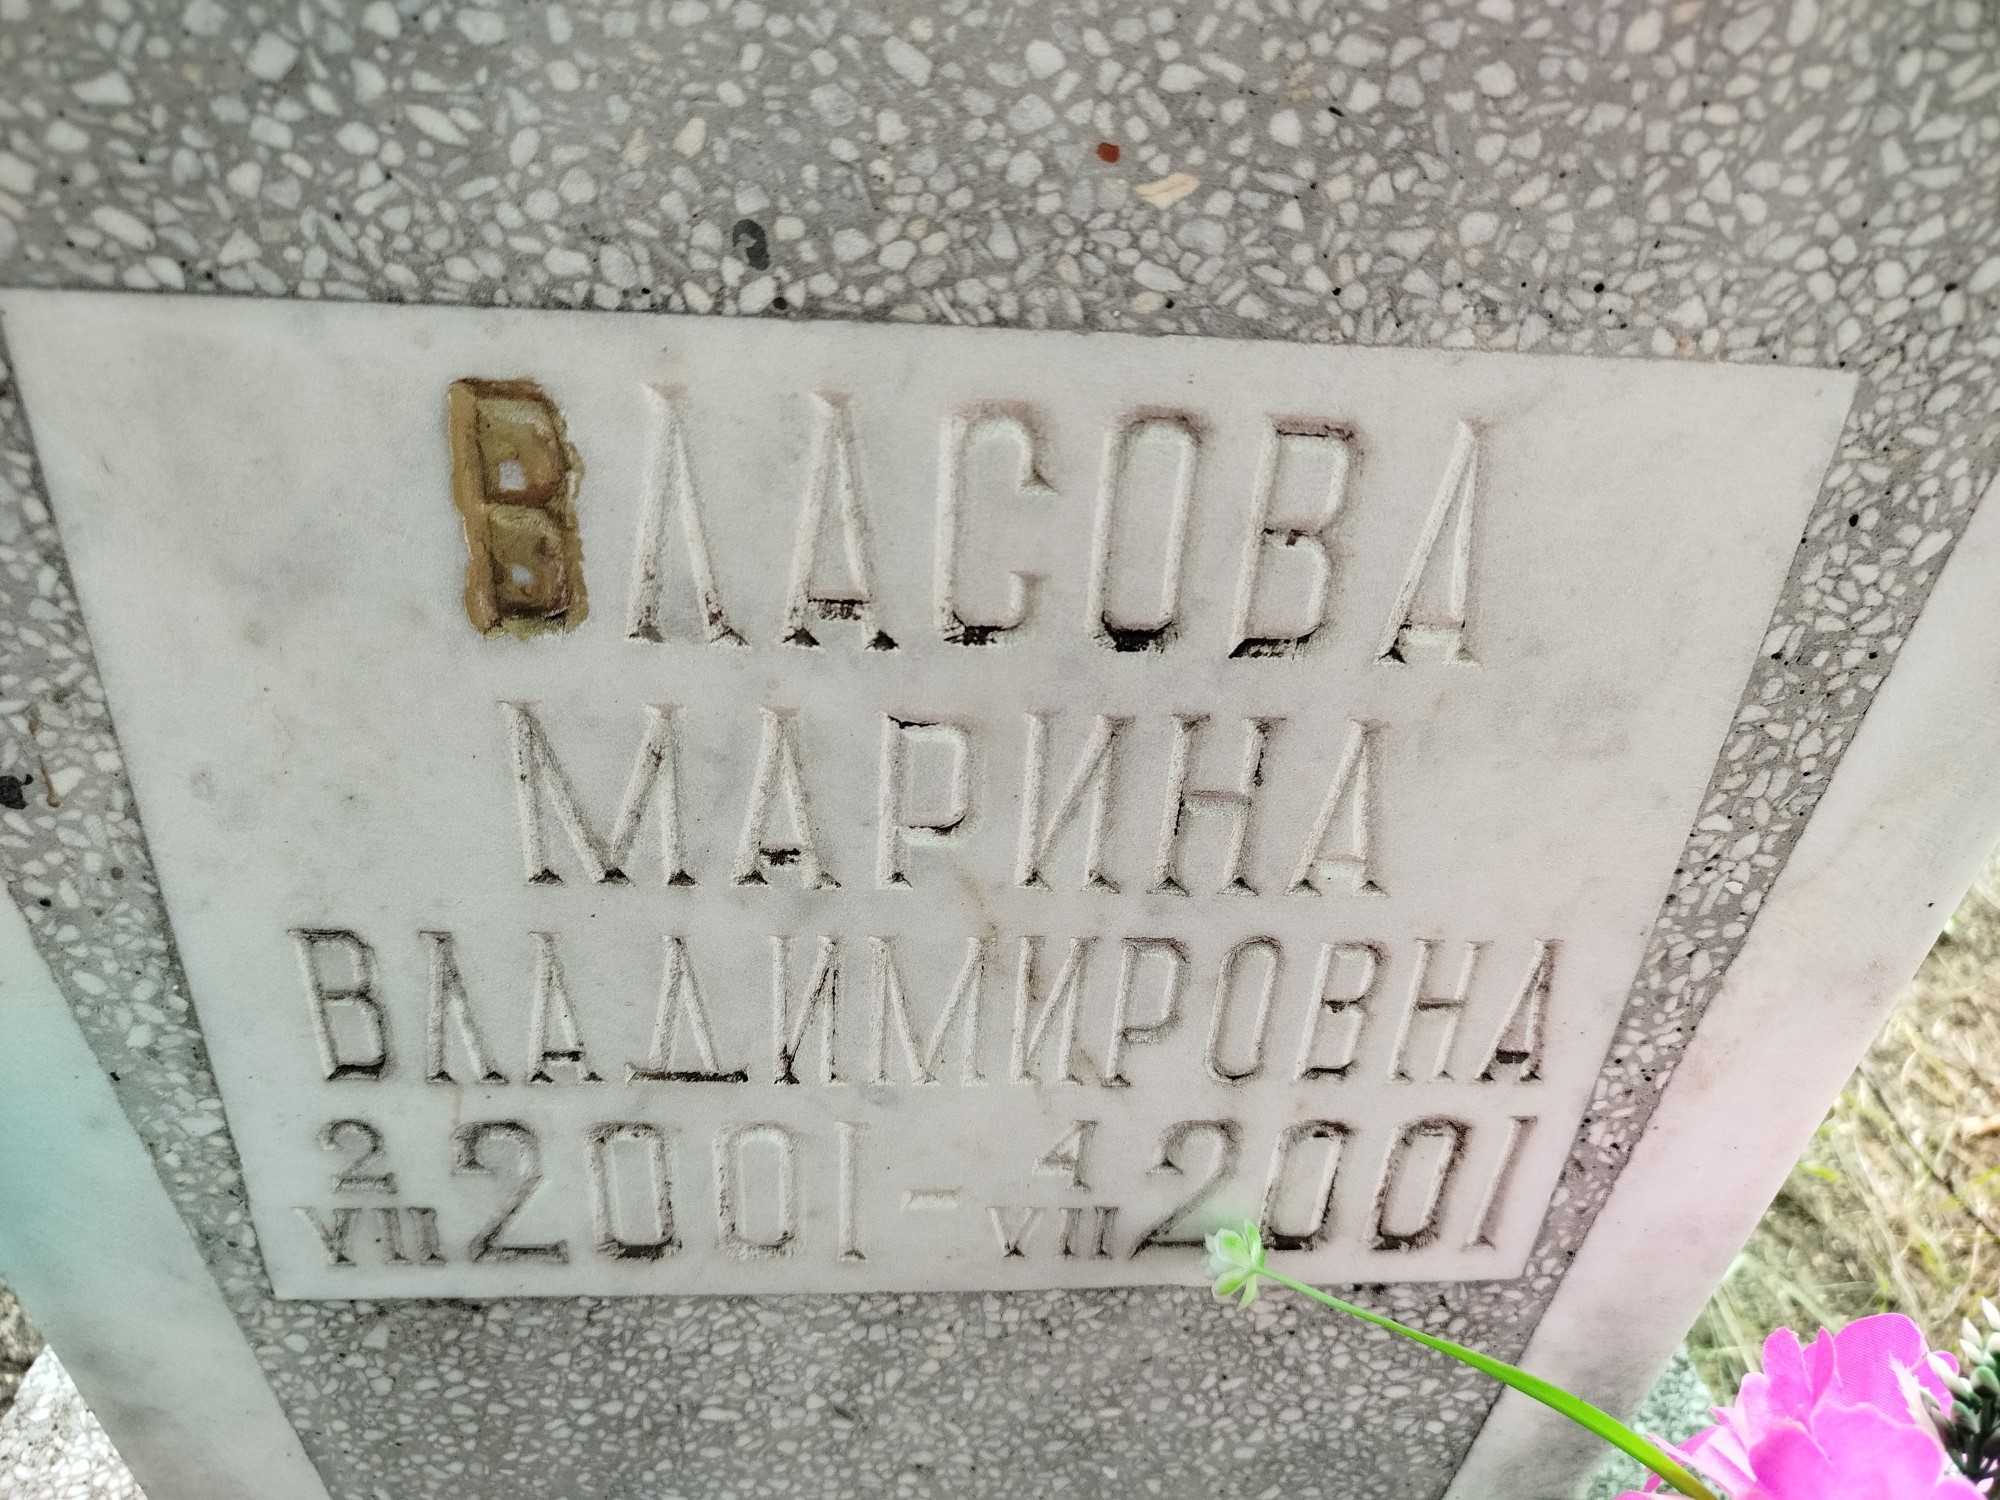 ВЛАСОВА
МАРИНА
ВЛАДИМИРОВНА
2/VII 2001 - 4/VII 2001